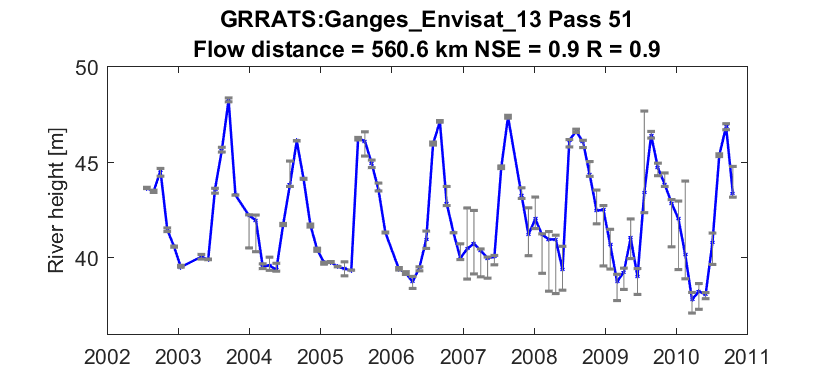 GRRATS:Ganges_Envisat_13 Pass 51
Flow distance = 560.6 km NSE = 0.9 R = 0.9
River height [m]
50
45
40
2002 2003 2004 2005 2006 2007 2008 2009 2010 2011